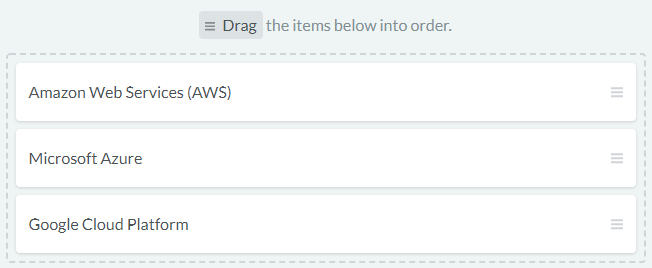 Drag the items below into order.
Amazon Web Services (AWS)
Microsoft Azure
Google Cloud Platform